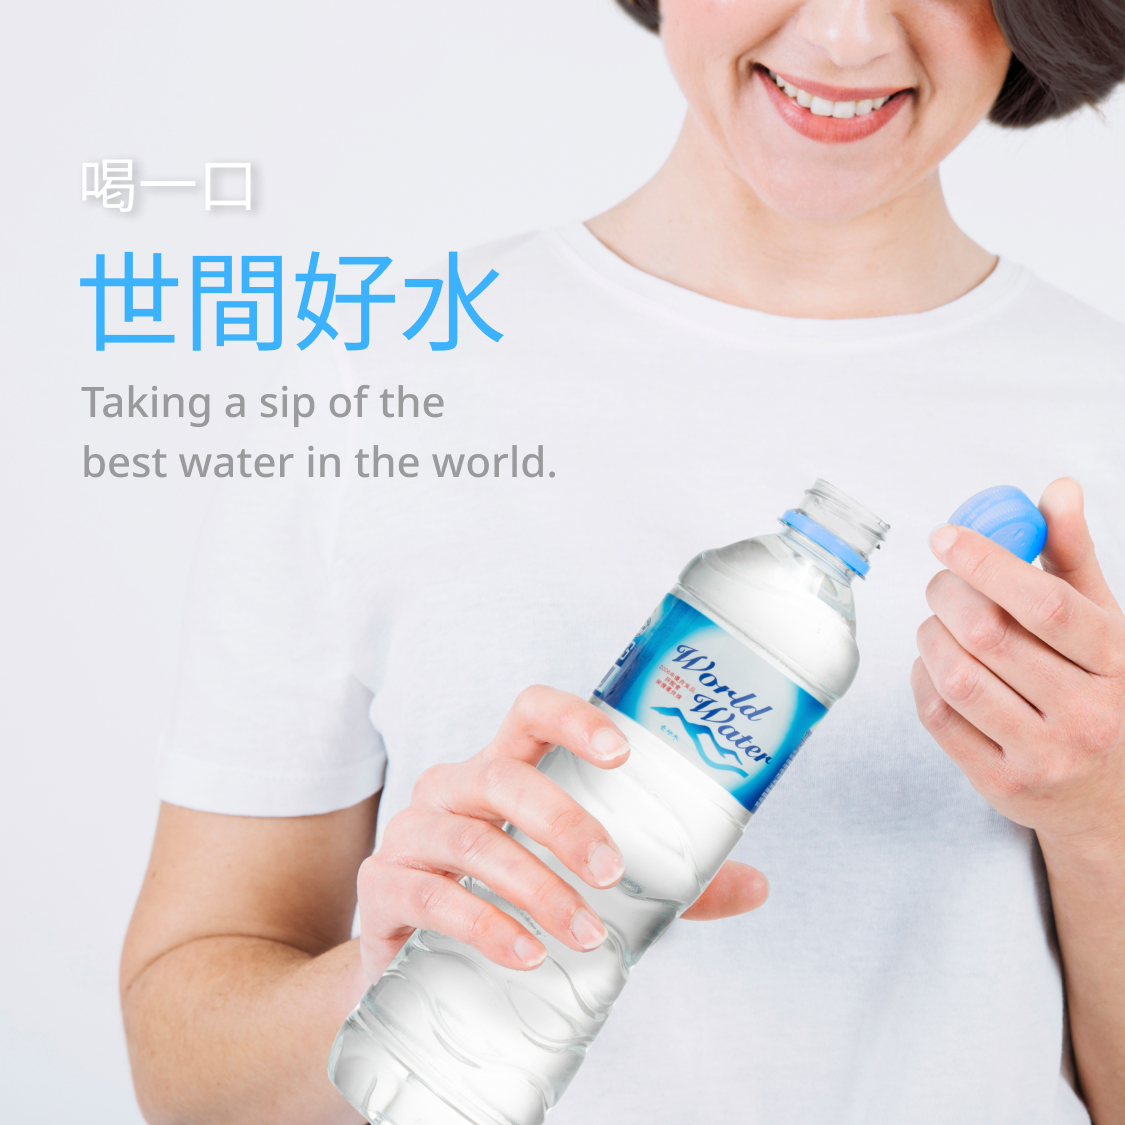 喝一口
世間好水
Taking a sip of the
best water in the world.
World
Water